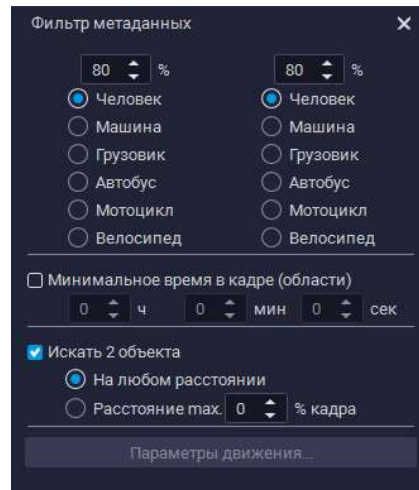 Фильтр метаданных
80 % 80 %
Человек Человек
Машина Машина
Грузовик Грузовик
Автобус Автобус
Мотоцикл Мотоцикл
Велосипед Велосипед
Минимальное время в кадре (области)
0 ч 0 мин 0 сек
Искать 2 объекта
На любом расстоянии
Расстояние max. 0 % кадра
Параметры движения...